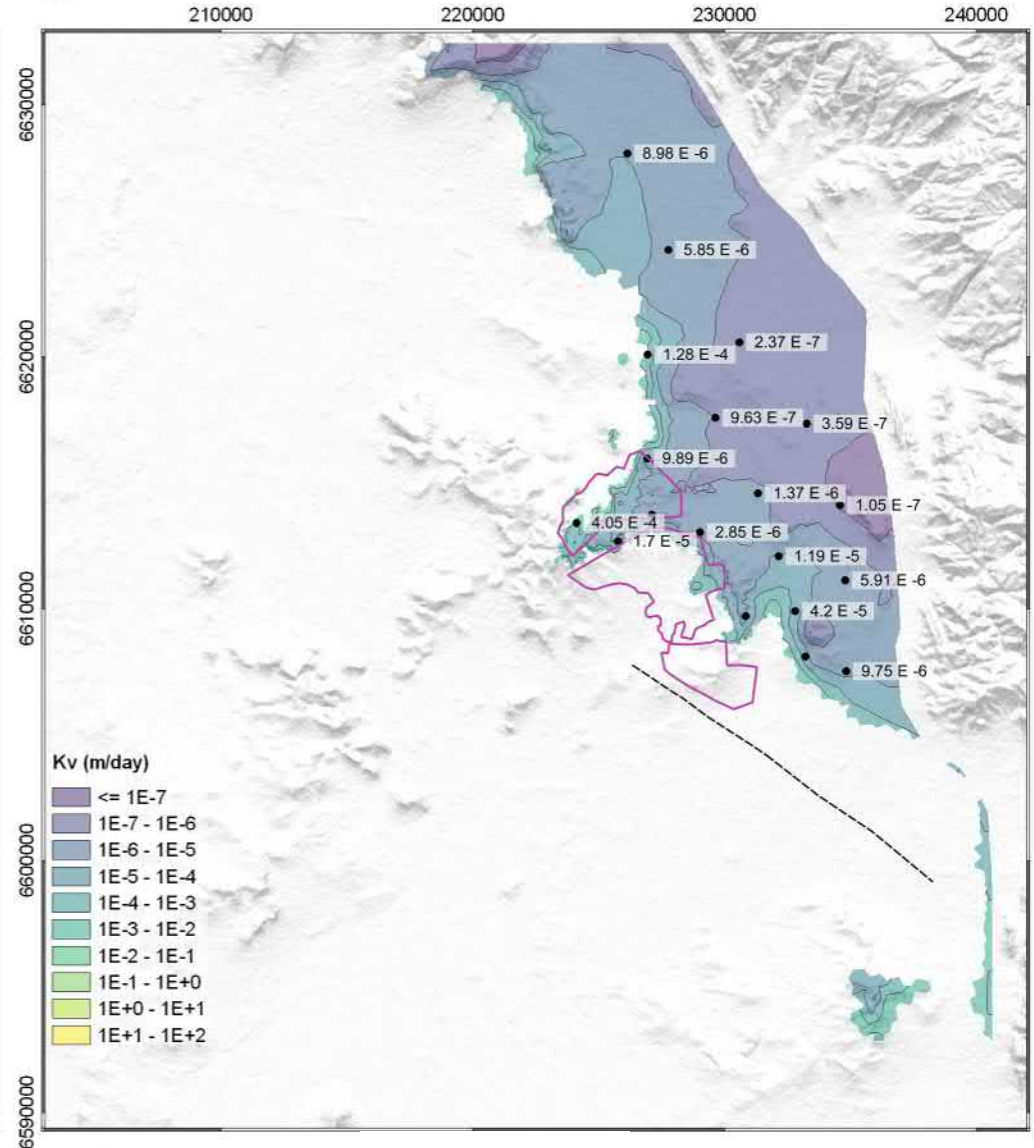 210000 220000 230000 240000
6630000
8.98 E -6
5.85 E -6
6620000
2.37 E -7
1.28 E -4
9.63 E -7
3.59 E -7
9.89 E -6
1.37 E -6
1.05 E -7
4.05 E -4
2.85 E -6
1.7 E -5
1.19 E -5
5.91 E -6
6610000
4.2 E -5
9.75 E -6
Kv (m/day)
<= 1E-7
1E-7 - 1E-6
1E-6 - 1E-5
1E-5 - 1E-4
1E-4 - 1E-3
1E-3 - 1E-2
1E-2 - 1E-1
1E-1 - 1E+0
1E+0 - 1E+1
1E+1 - 1E+2
6600000
6590000